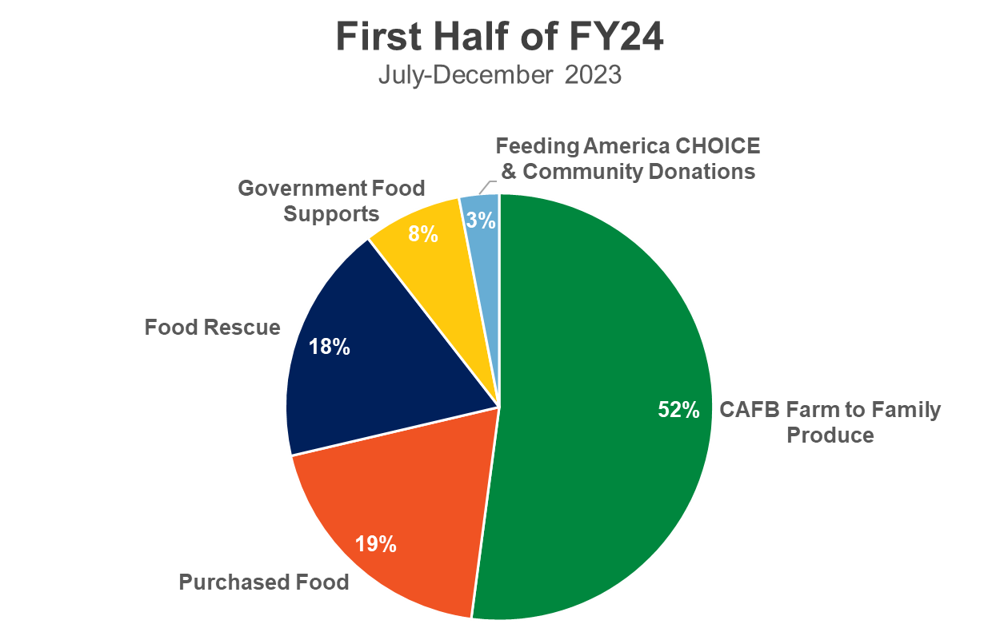 First Half of FY24
July-December 2023
Feeding America CHOICE
& Community Donations
Government Food
Supports
8%
3%
Food Rescue
18%
52%
CAFB Farm to Family
Produce
19%
Purchased Food